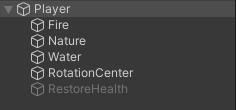 Player
Fire
Nature
Water
RotationCenter
RestoreHealth